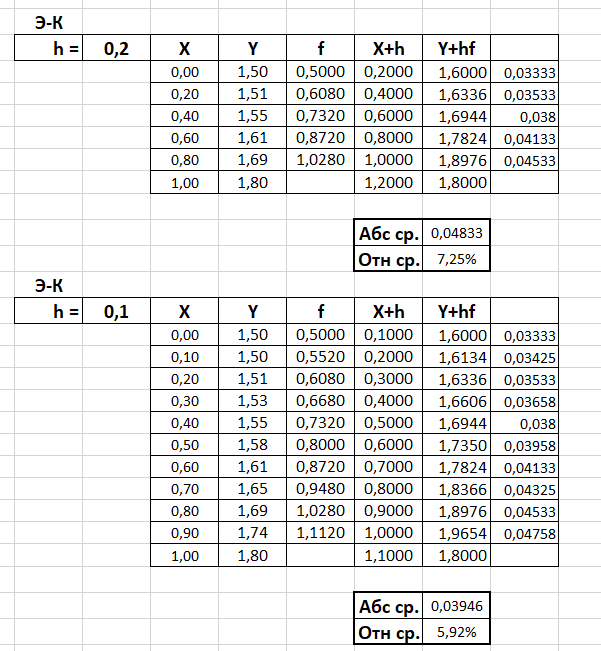 Э-К
h = 0,2 X Y f X+h Y+hf
0,00 1,50 0,5000 0,2000 1,6000 0,03333
0,20 1,51 0,6080 0,4000 1,6336 0,03533
0,40 1,55 0,7320 0,6000 1,6944 0,038
0,60 1,61 0,8720 0,8000 1,7824 0,04133
0,80 1,69 1,0280 1,0000 1,8976 0,04533
1,00 1,80 1,2000 1,8000
Абс ср. 0,04833
Отн ср. 7,25%
Э-К
h = 0,1 X Y f X+h Y+hf
0,00 1,50 0,5000 0,1000 1,6000 0,03333
0,10 1,50 0,5520 0,2000 1,6134 0,03425
0,20 1,51 0,6080 0,3000 1,6336 0,03533
0,30 1,53 0,6680 0,4000 1,6606 0,03658
0,40 1,55 0,7320 0,5000 1,6944 0,038
0,50 1,58 0,8000 0,6000 1,7350 0,03958
0,60 1,61 0,8720 0,7000 1,7824 0,04133
0,70 1,65 0,9480 0,8000 1,8366 0,04325
0,80 1,69 1,0280 0,9000 1,8976 0,04533
0,90 1,74 1,1120 1,0000 1,9654 0,04758
1,00 1,80 1,1000 1,8000
Абс ср. 0,03946
Отн ср. 5,92%